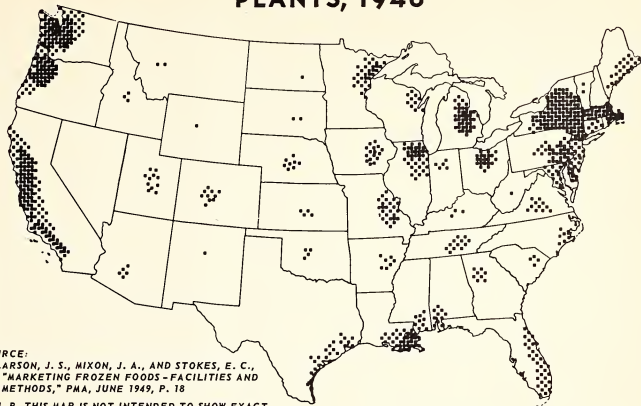 PLANTS, 1946
RCE:
ARSON, J. S., MIXON, J. A., AND STOKES, E. C.,
"MARKETING FROZEN FOODS – FACILITIES AND
METHODS," PMA, JUNE 1949, P. 18
B. THIS MAP IS NOT INTENDED TO SHOW EXACT